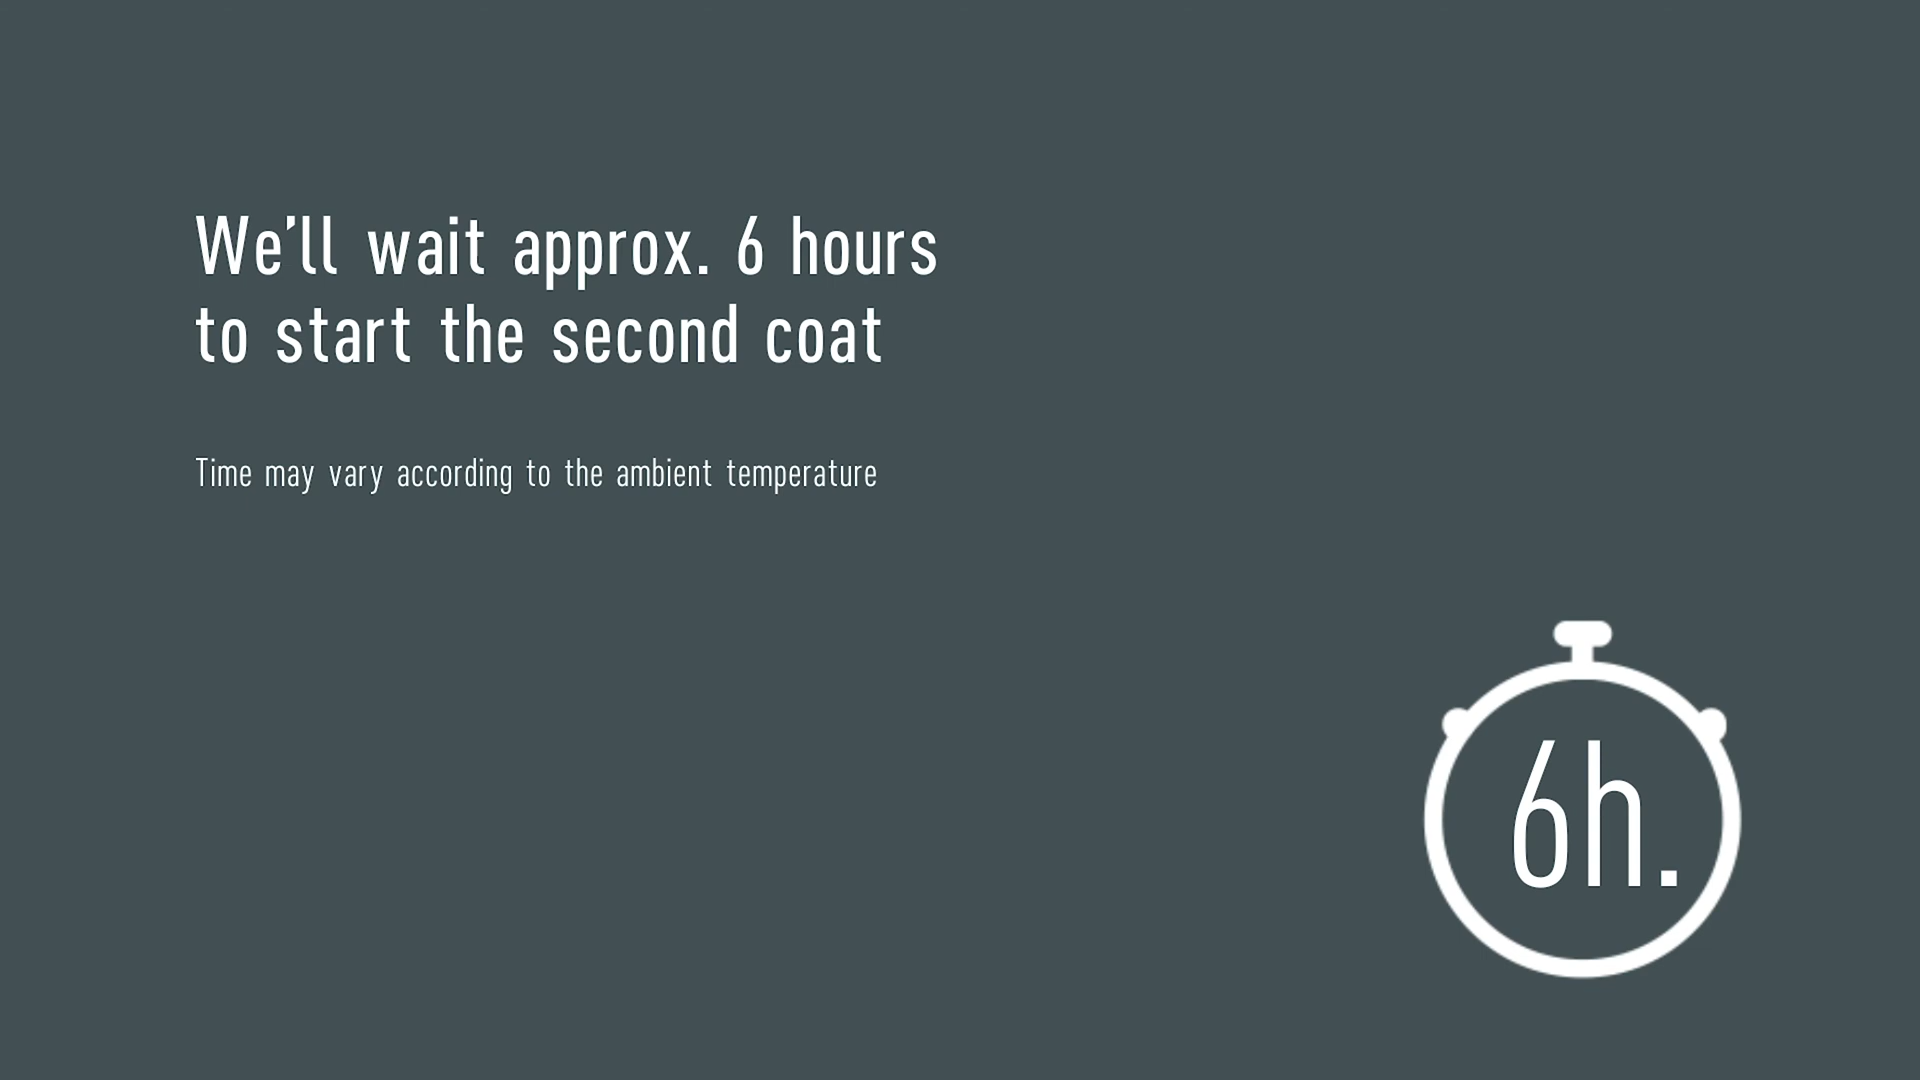 We'll wait approx. 6 hours
to start the second coat
Time may vary according to the ambient temperature
6h.